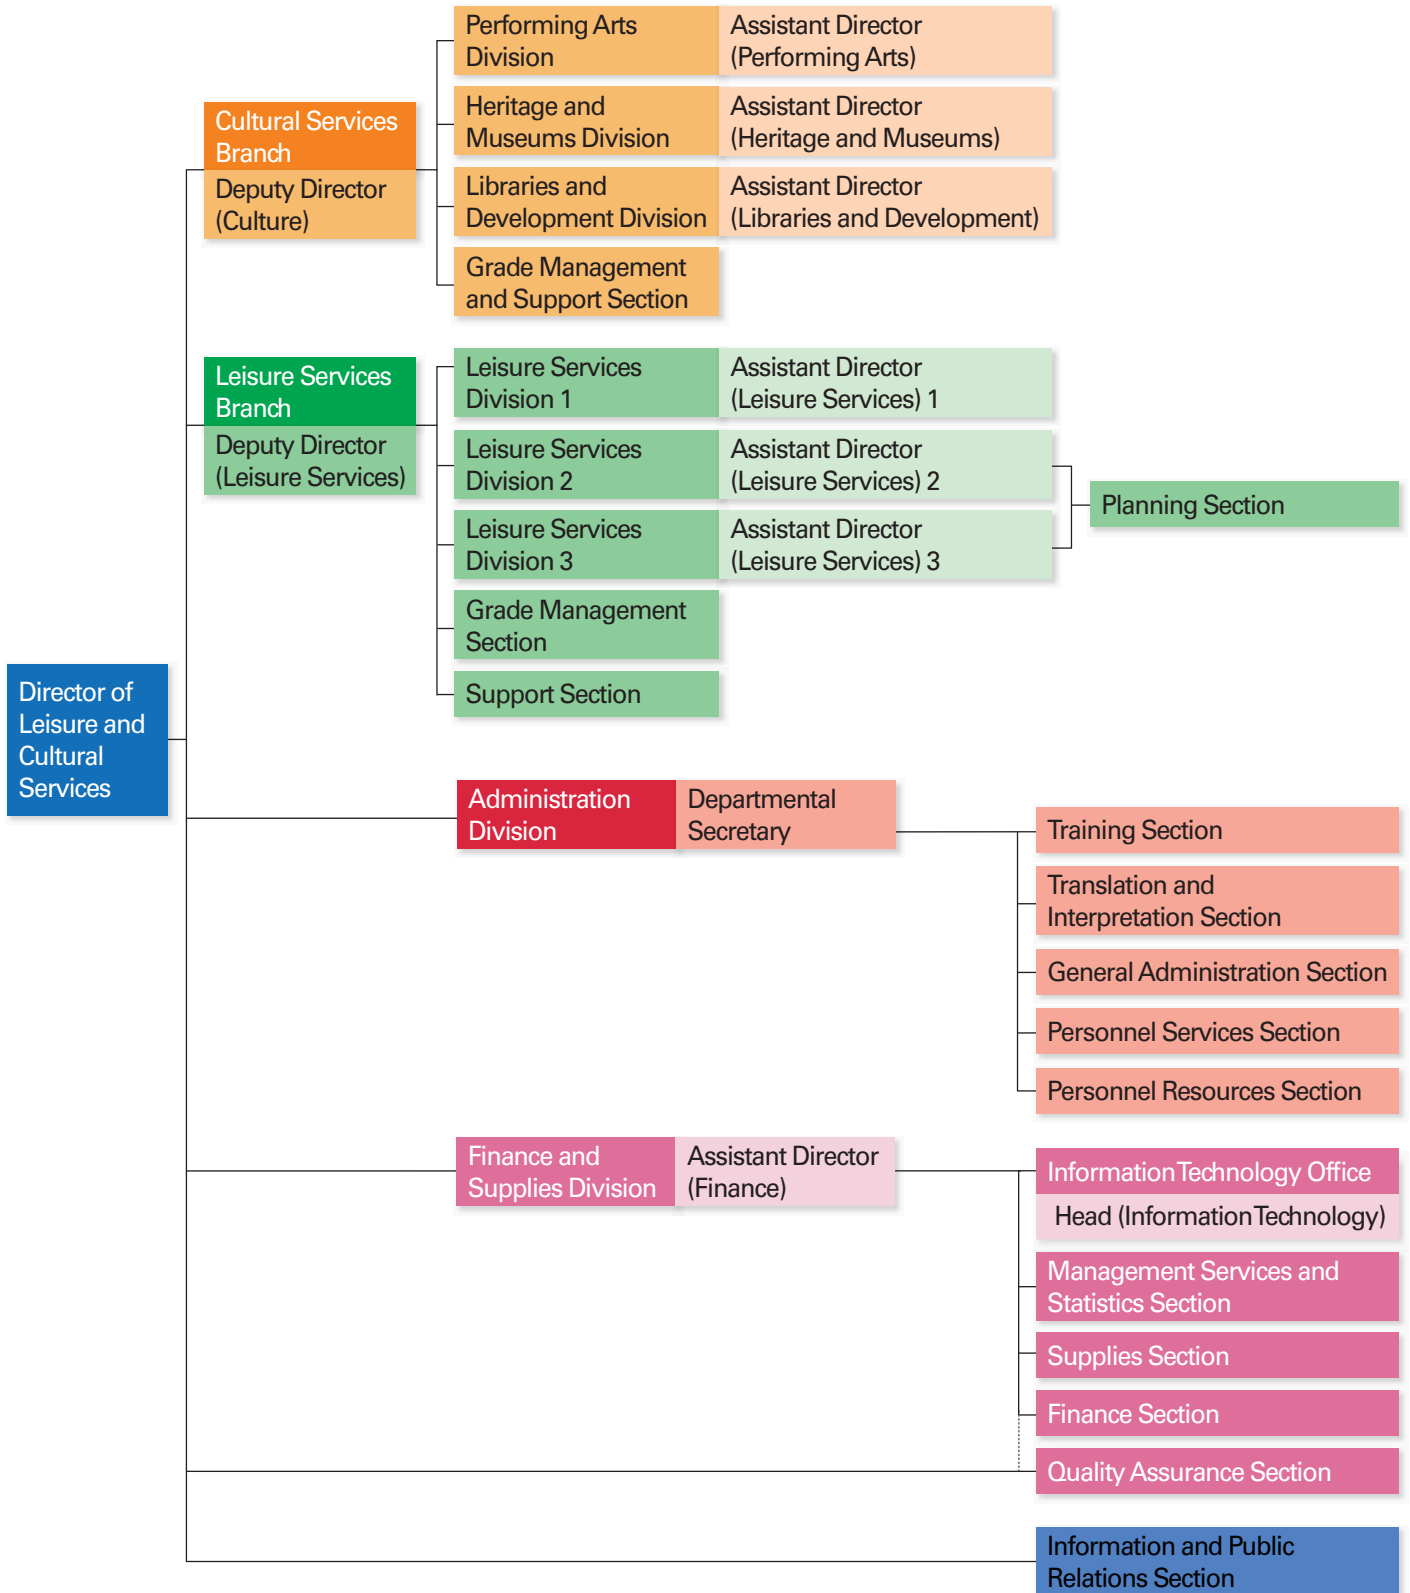 Performing Arts
Division
Assistant Director
(Performing Arts)
Heritage and
Museums Division
Assistant Director
(Heritage and Museums)
Cultural Services
Branch
Deputy Director
(Culture)
Libraries and
Development Division
Assistant Director
(Libraries and Development)
Grade Management
and Support Section
Leisure Services
Branch
Deputy Director
(Leisure Services)
Leisure Services
Division 1
Assistant Director
(Leisure Services) 1
Leisure Services
Division 2
Assistant Director
(Leisure Services) 2
Planning Section
Leisure Services
Division 3
Assistant Director
(Leisure Services) 3
Grade Management
Section
Support Section
Director of
Leisure and
Cultural
Services
Administration
Division
Departmental
Secretary
Training Section
Translation and
Interpretation Section
General Administration Section
Personnel Services Section
Personnel Resources Section
Finance and
Supplies Division
Assistant Director
(Finance)
Information Technology Office
Head (Information Technology)
Management Services and
Statistics Section
Supplies Section
Finance Section
Quality Assurance Section
Information and Public
Relations Section